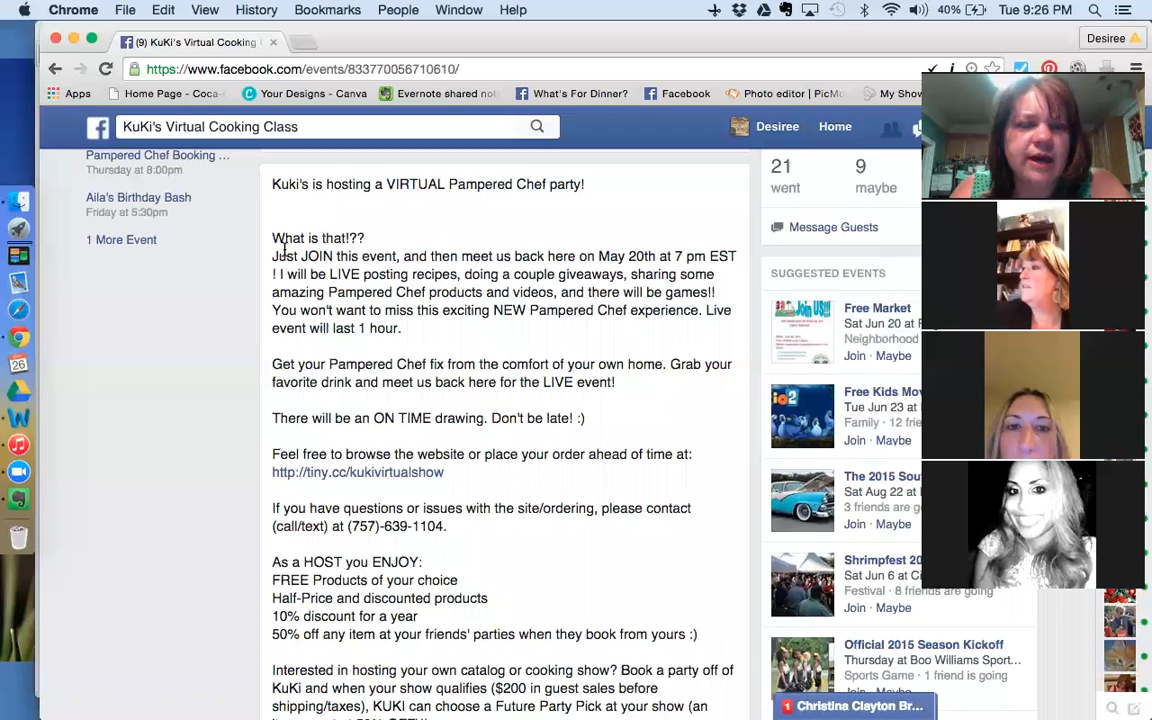 Chrome File Edit View History Bookmarks People Window Help 40% Tue 9:26 PM
(9) KuKi's Virtual Cooking Desiree
https://www.facebook.com/events/833770056710610/
Apps Home Page - Coca- Your Designs - Canva Evernote shared no What's For Dinner? Facebook Photo editor | PicMo My Show
KuKi's Virtual Cooking Class Desiree Home
Pampered Chef Booking ...
Thursday at 8:00pm
Aila's Birthday Bash
Friday at 5:30pm
1 More Event
Kuki's is hosting a VIRTUAL Pampered Chef party!
What is that!??
Just JOIN this event, and then meet us back here on May 20th at 7 pm EST
! I will be LIVE posting recipes, doing a couple giveaways, sharing some
amazing Pampered Chef products and videos, and there will be games!!
You won't want to miss this exciting NEW Pampered Chef experience. Live
event will last 1 hour.
Get your Pampered Chef fix from the comfort of your own home. Grab your
favorite drink and meet us back here for the LIVE event!
There will be an ON TIME drawing. Don't be late! :)
Feel free to browse the website or place your order ahead of time at:
http://tiny.cc/kukivirtualshow
If you have questions or issues with the site/ordering, please contact
(call/text) at (757)-639-1104.
As a HOST you ENJOY:
FREE Products of your choice
Half-Price and discounted products
10% discount for a year
50% off any item at your friends' parties when they book from yours :)
Interested in hosting your own catalog or cooking show? Book a party off of
KuKi and when your show qualifies ($200 in guest sales before
shipping/taxes), KUKI can choose a Future Party Pick at your show (an
21 9
went maybe
Message Guests
SUGGESTED EVENTS
Free Market
Sat Jun 20 at
Neighborhood
Join · Maybe
Free Kids Mov
Tue Jun 23 at
Family · 12 frie
Join · Maybe
The 2015 Sou
Sat Aug 22 at
3 friends are g
Join · Maybe
Shrimpfest 20
Sat Jun 6 at Ci
Festival · 8 friends are going
Join · Maybe
Official 2015 Season Kickoff
Thursday at Boo Williams Sport...
Sports Game · 1 friend is going
1 Christina Clayton Br...
26